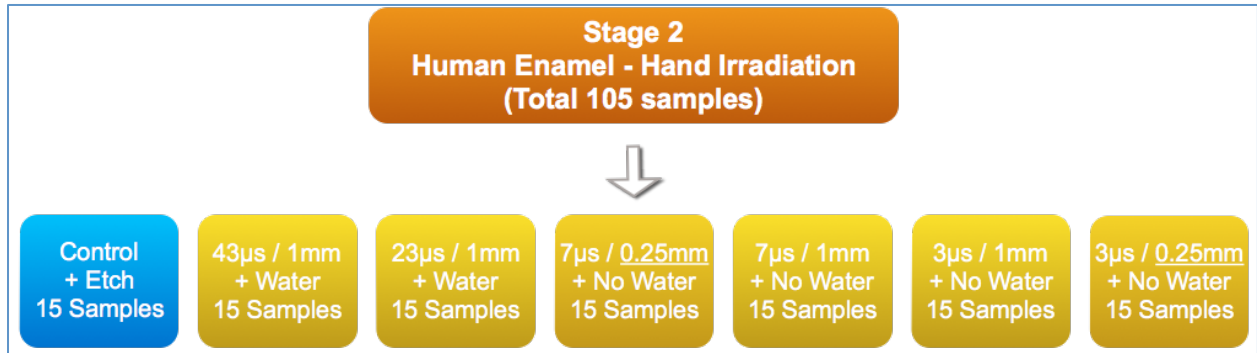 Stage 2
Human Enamel - Hand Irradiation
(Total 105 samples)
Control
+ Etch
15 Samples
43µs / 1mm
+ Water
15 Samples
23µs / 1mm
+ Water
15 Samples
7µs / 0.25mm
+ No Water
15 Samples
7µs / 1mm
+ No Water
15 Samples
3µs / 1mm
+ No Water
15 Samples
3µs / 0.25mm
+ No Water
15 Samples